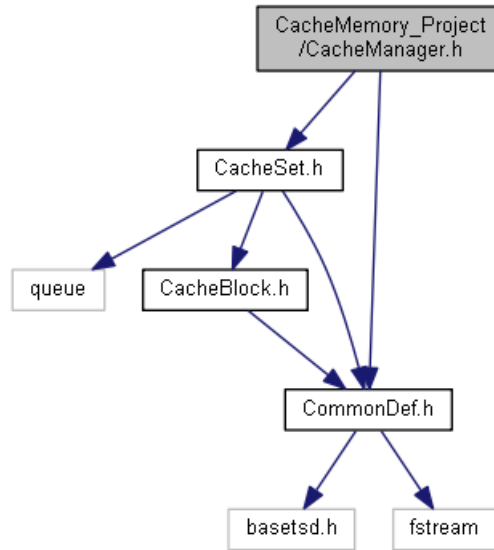 CacheMemory_Project
/CacheManager.h
CacheSet.h
queue
CacheBlock.h
CommonDef.h
basetsd.h
fstream